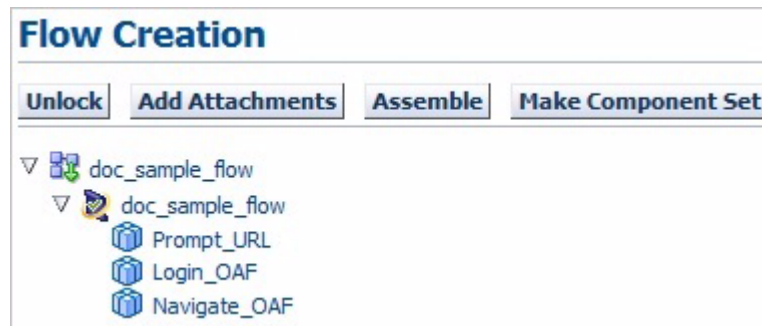 Flow Creation
Unlock Add Attachments Assemble Make Component Set
doc_sample_flow
doc_sample_flow
Prompt_URL
Login_OAF
Navigate_OAF